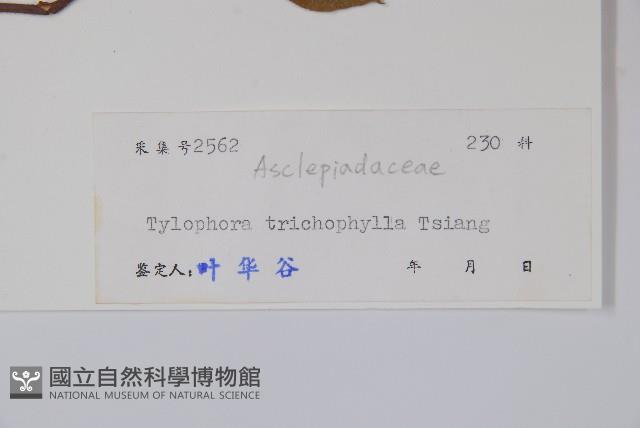 采集号2562 230 科
Asclepiadaceae
Tylophora trichophylla Tsiang
鉴定人：叶华谷 年 月 日
國立自然科學博物館
NATIONAL MUSEUM OF NATURAL SCIENCE